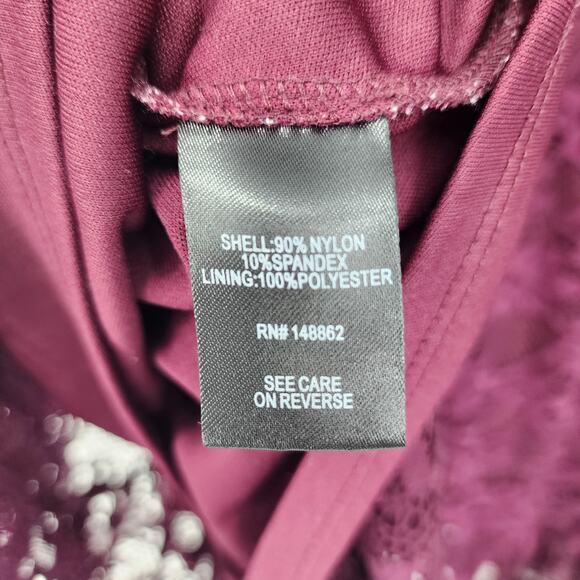 SHELL:90% NYLON
10%SPANDEX
LINING:100%POLYESTER
RN# 148862
SEE CARE
ON REVERSE